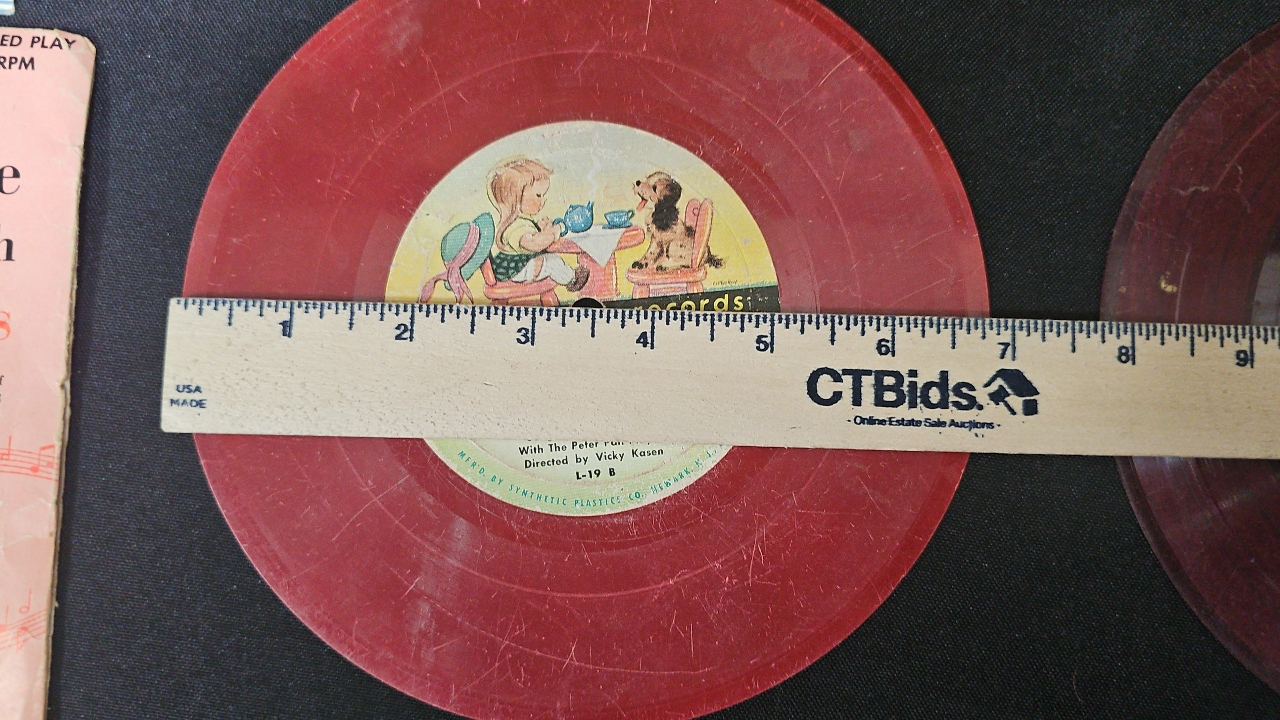 ED PLAY
RPM
e
h
s
records
1 2 3 4 5 6 7 8 9
USA
MADE
CTBids.
- Online Estate Sale Auctions -
With The Peter Pan
Directed by Vicky Kasen
L-19 B
MFR'D. BY SYNTHETIC PLASTICS CO. NEWARK, N. J.